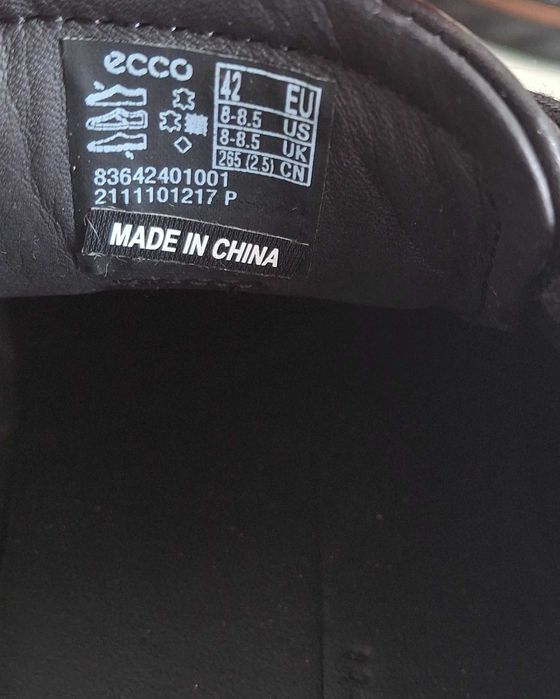 ecco
42 EU
8-8.5 US
8-8.5 UK
265 (2.5) CN
83642401001
2111101217 P
MADE IN CHINA